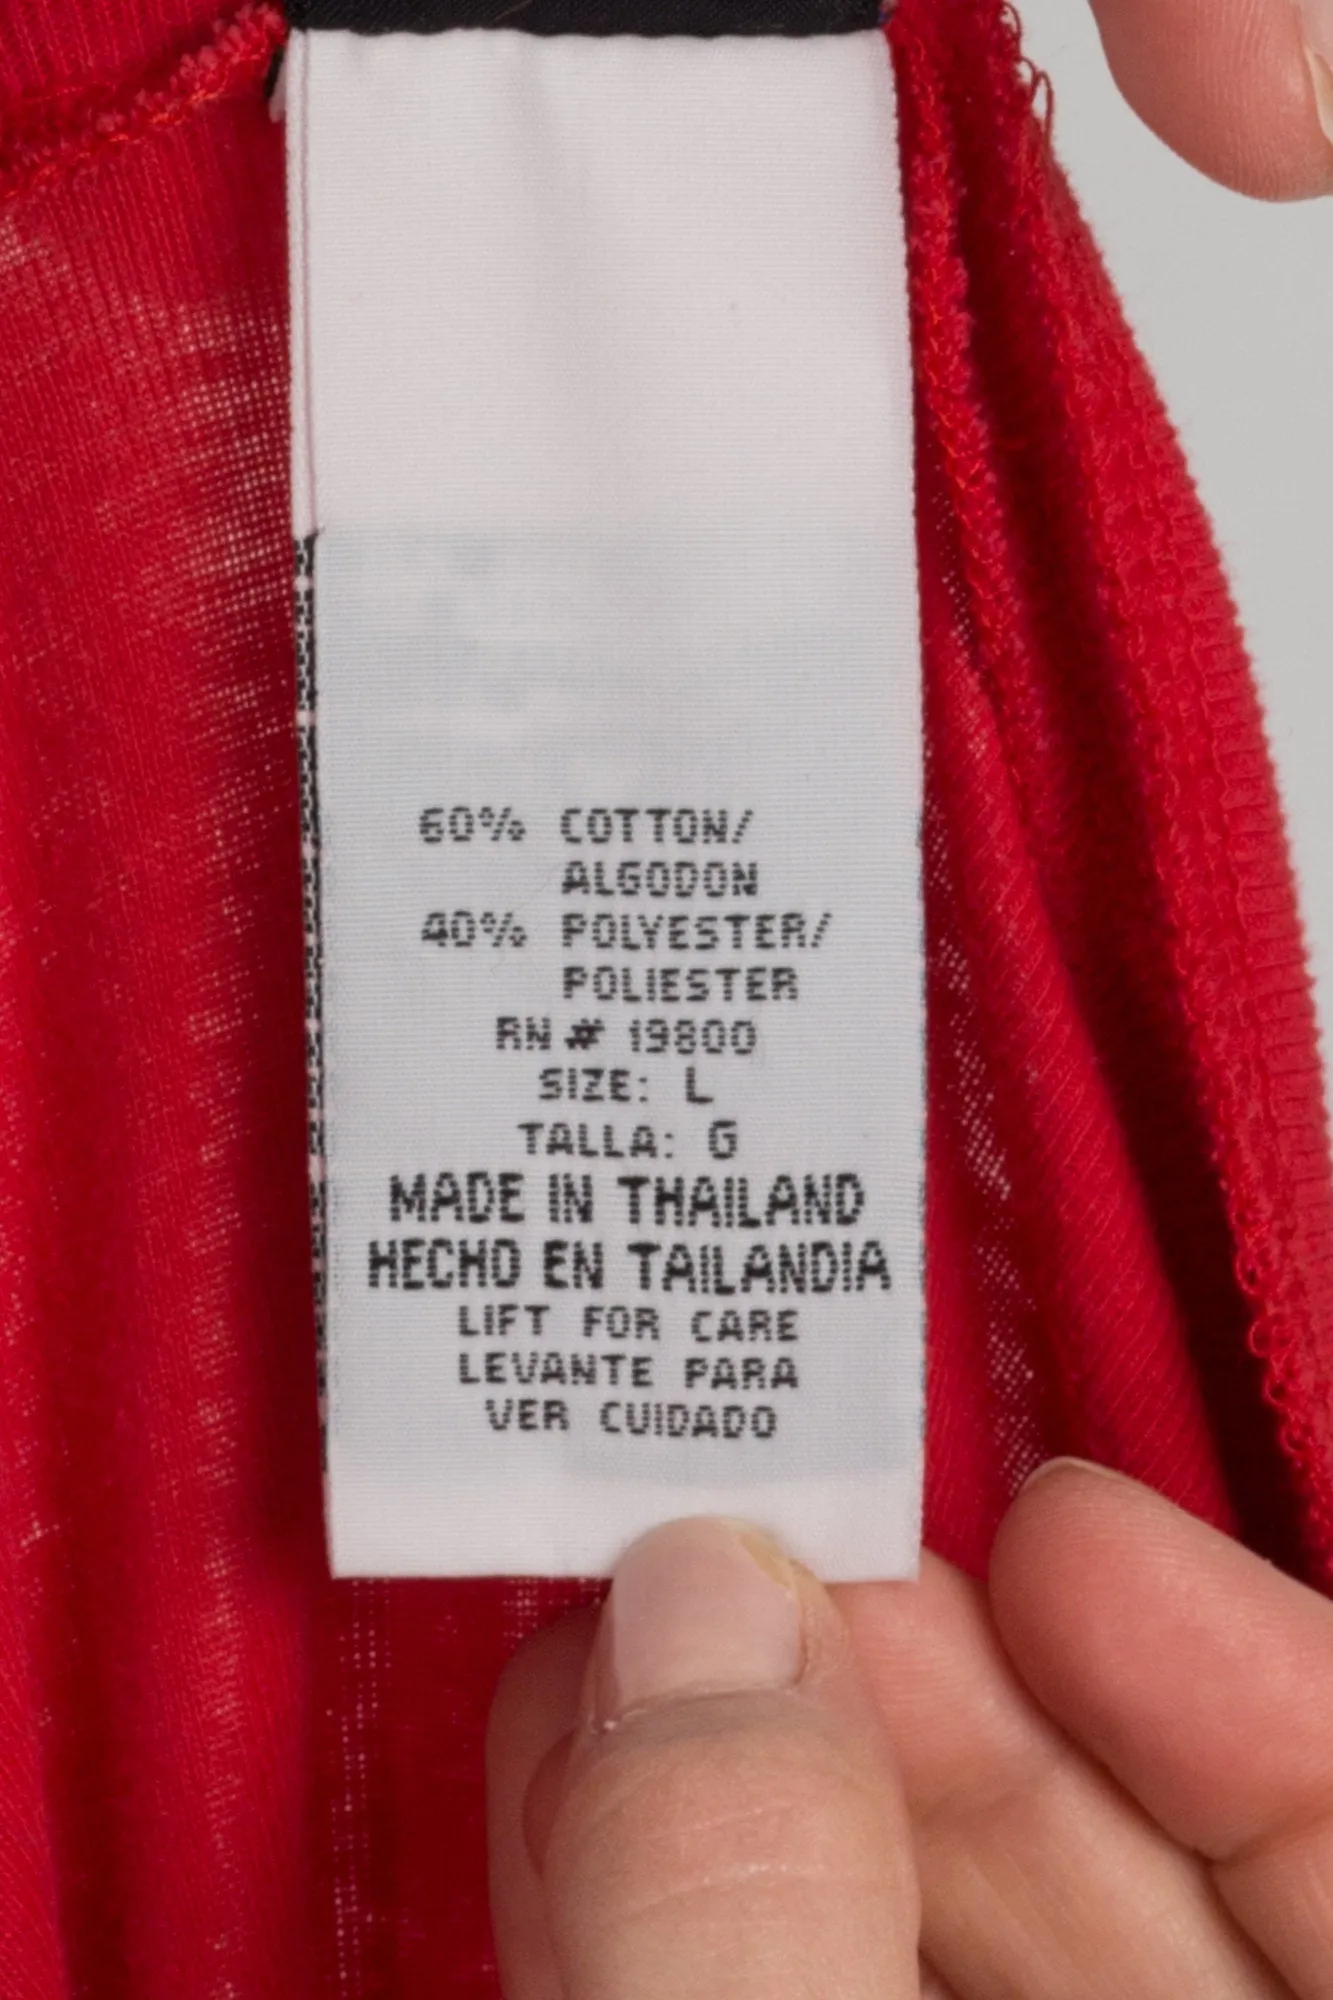 60% COTTON/
ALGODON
40% POLYESTER/
POLIESTER
RN # 19800
SIZE: L
TALLA: G
MADE IN THAILAND
HECHO EN TAILANDIA
LIFT FOR CARE
LEVANTE PARA
VER CUIDADO